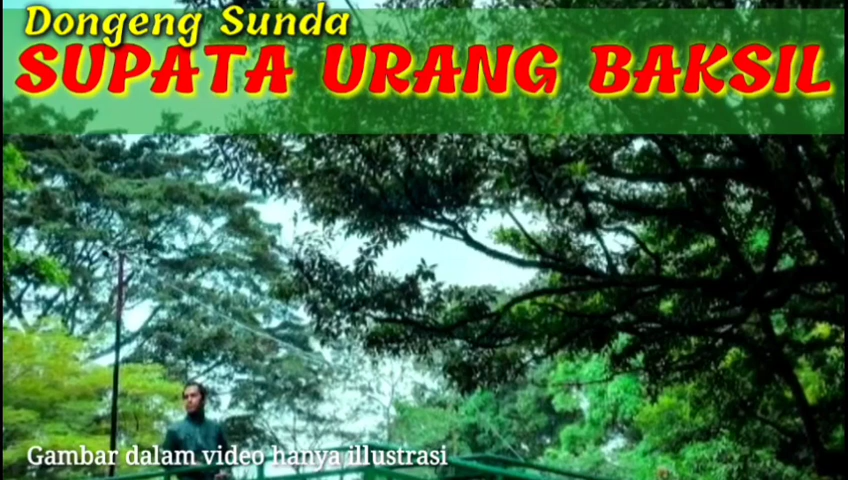 Dongeng Sunda
SUPATA URANG BAKSIL
Gambar dalam video hanya illustrasi